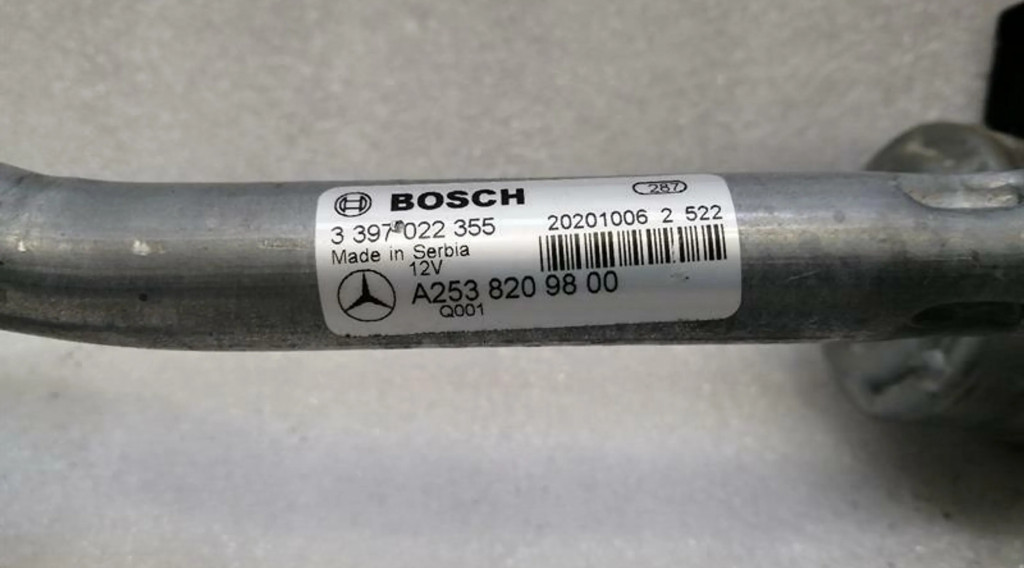 BOSCH
287
3 397 022 355
20201006 2 522
Made in Serbia
12V
A253 820 98 00
Q001